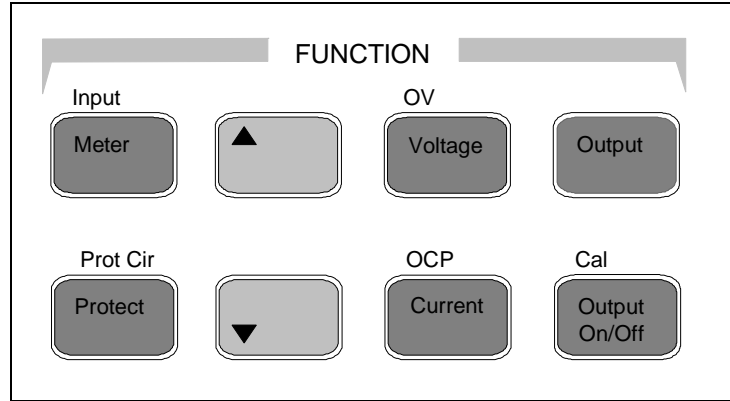 FUNCTION
Input
OV
Meter
Voltage
Output
Prot Cir
OCP
Cal
Protect
Current
Output
On/Off